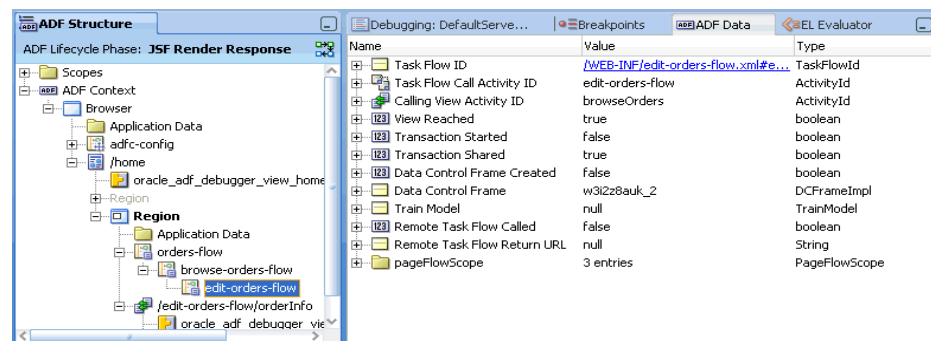 ADF Structure
ADF Lifecycle Phase: JSF Render Response
Scopes
ADF Context
Browser
Application Data
adfc-config
/home
oracle_adf_debugger_view_home
Region
Region
Application Data
orders-flow
browse-orders-flow
edit-orders-flow
/edit-orders-flow/orderInfo
oracle_adf_debugger_vie
Debugging: DefaultServe... Breakpoints ADF Data EL Evaluator
Name Value Type
Task Flow ID /WEB-INF/edit-orders-flow.xml#e... TaskFlowId
Task Flow Call Activity ID edit-orders-flow ActivityId
Calling View Activity ID browseOrders ActivityId
123 View Reached true boolean
123 Transaction Started false boolean
123 Transaction Shared true boolean
123 Data Control Frame Created false boolean
Data Control Frame w3i2z8auk_2 DCFrameImpl
Train Model null TrainModel
123 Remote Task Flow Called false boolean
Remote Task Flow Return URL null String
pageFlowScope 3 entries PageFlowScope